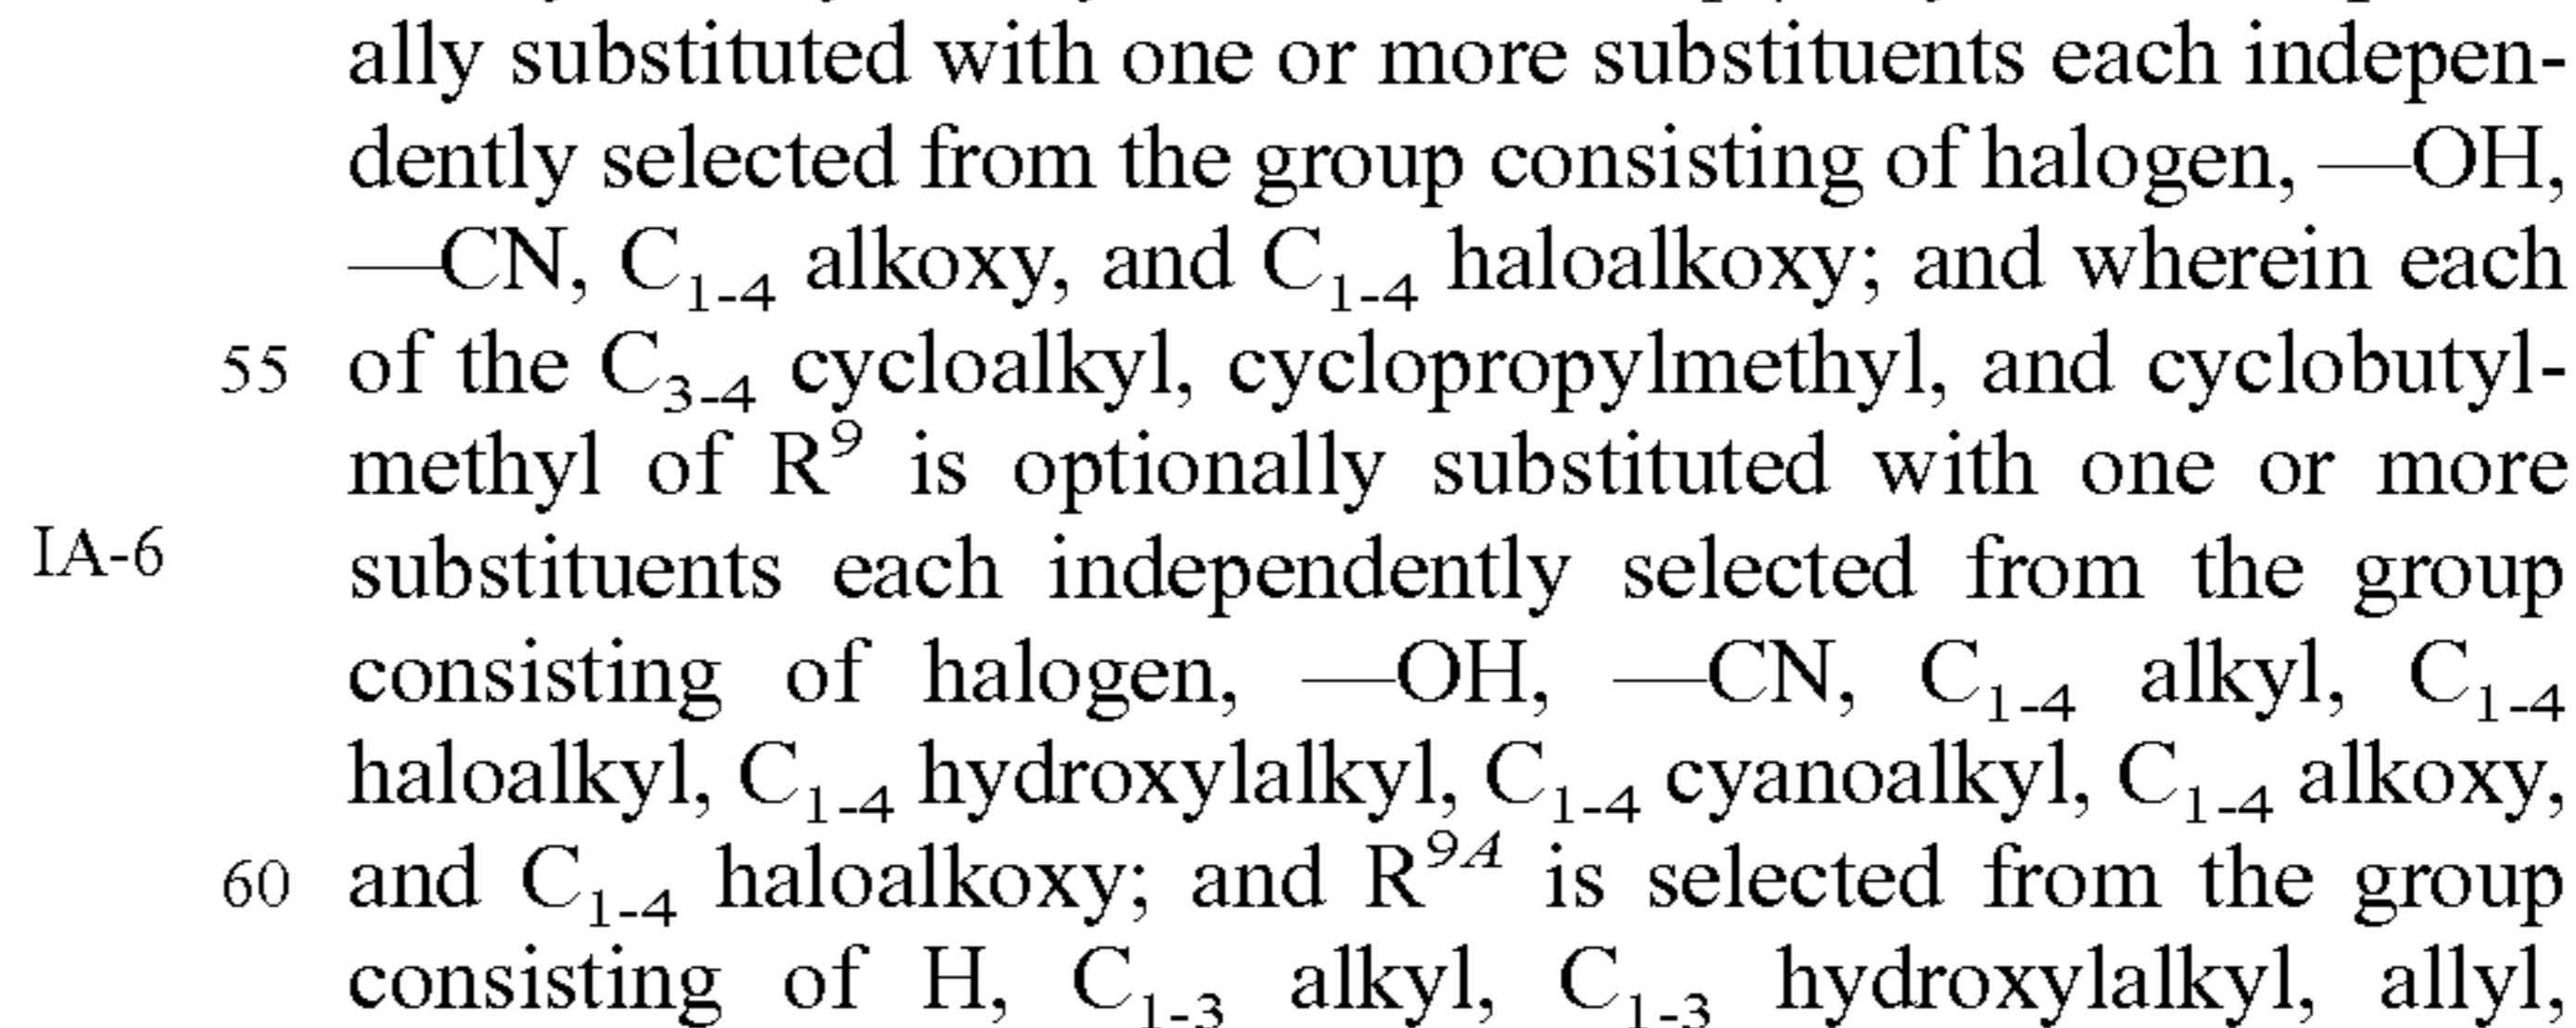 ally substituted with one or more substituents each indepen-
dently selected from the group consisting of halogen, —OH,
—CN, C₁₋₄ alkoxy, and C₁₋₄ haloalkoxy; and wherein each
55 of the C₃₋₄ cycloalkyl, cyclopropylmethyl, and cyclobutyl-
methyl of R⁹ is optionally substituted with one or more
IA-6 substituents each independently selected from the group
consisting of halogen, —OH, —CN, C₁₋₄ alkyl, C₁₋₄
haloalkyl, C₁₋₄ hydroxylalkyl, C₁₋₄ cyanoalkyl, C₁₋₄ alkoxy,
60 and C₁₋₄ haloalkoxy; and R⁹ᴬ is selected from the group
consisting of H, C₁₋₃ alkyl, C₁₋₃ hydroxylalkyl, allyl,